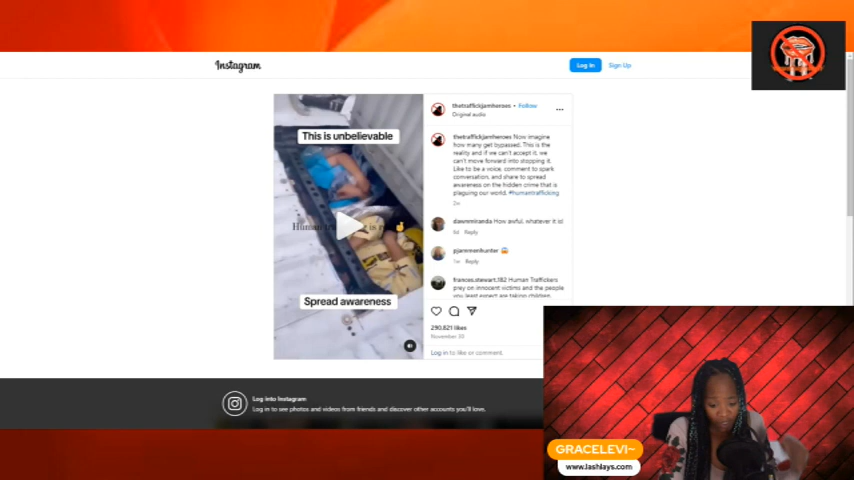 Instagram
Log In
Sign Up
This is unbelievable
Spread awareness
thetraffickjamheroes • Follow
Original audio
thetraffickjamheroes Now imagine
how many get bypassed. This is the
reality and if we can't accept it, we
can't move forward into stopping it.
Like to be a voice, comment to spark
conversation, and share to spread
awareness on the hidden crime that is
plaguing our world. #humantrafficking
2w
dawnmiranda How awful, whatever it is!
6d Reply
pjammenhunter
1w Reply
frances.stewart.182 Human Traffickers
prey on innocent victims and the people
you least expect are taking children.
290,821 likes
November 30
Log in to like or comment.
Log into Instagram
Log in to see photos and videos from friends and discover other accounts you'll love.
GRACELEVI~
www.lashlays.com